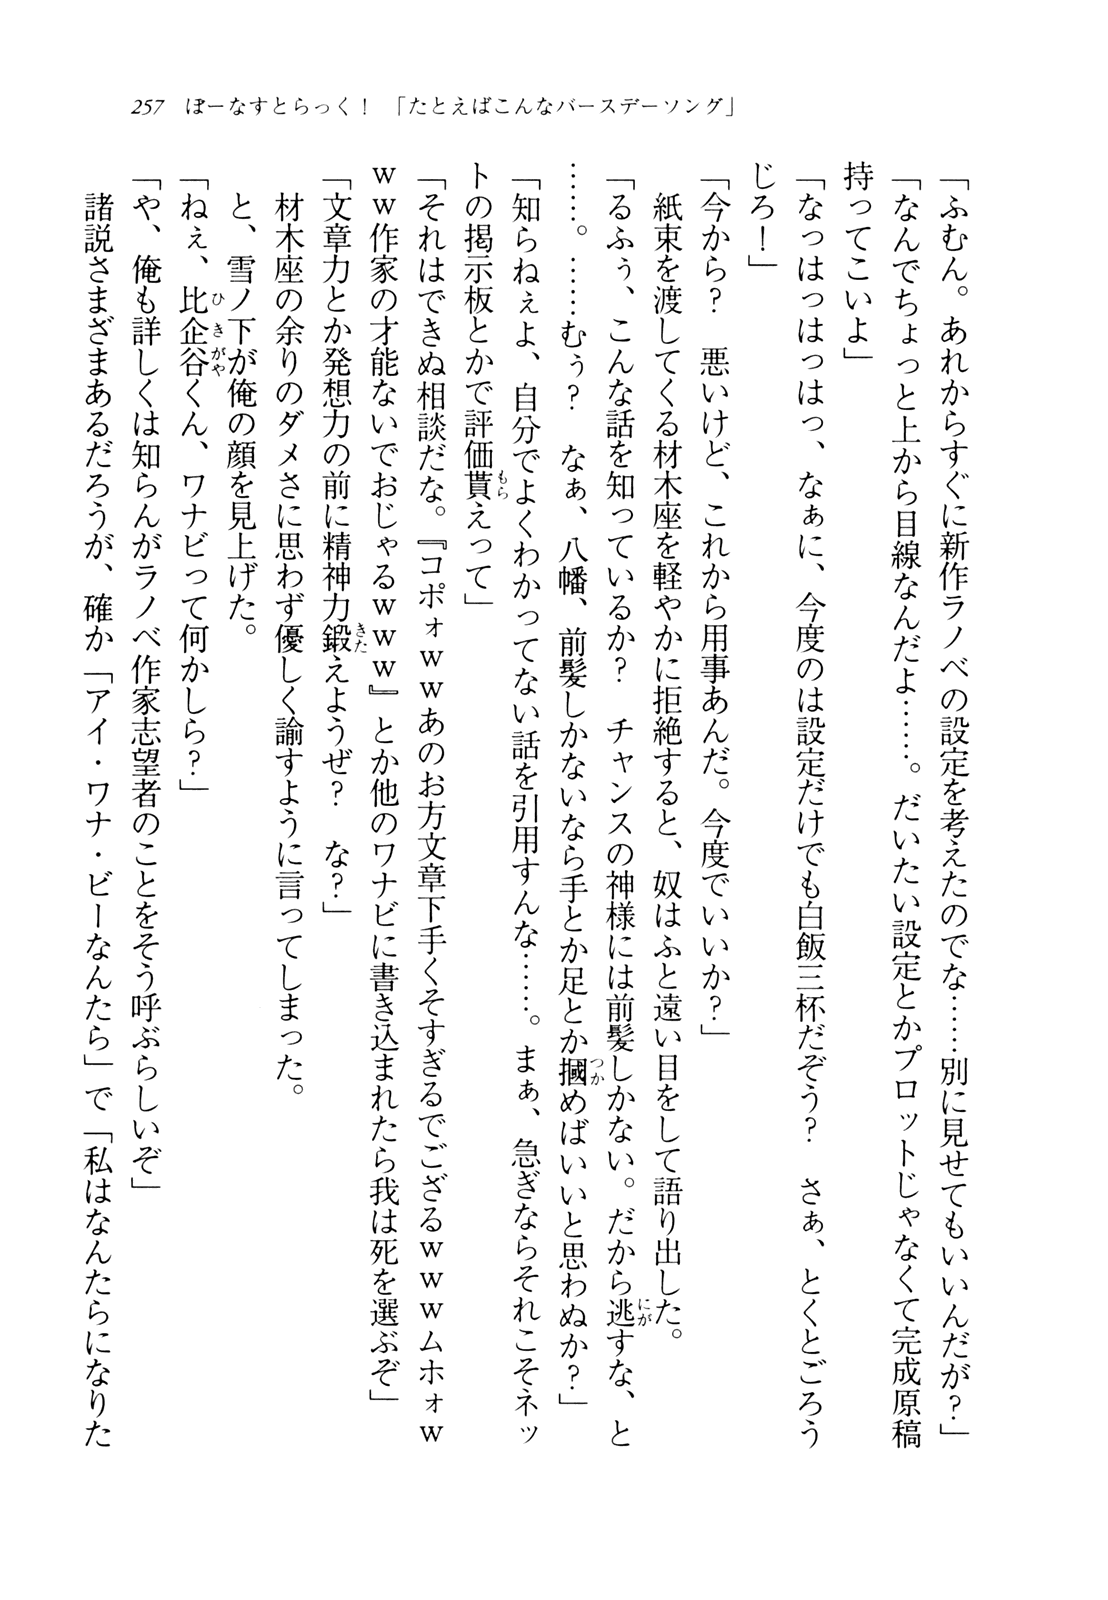 257　ぼーなすとらっく！　「たとえばこんなバースデーソング」
「ふむん。あれからすぐに新作ラノベの設定を考えたのでな……別に見せてもいいんだが？」
「なんでちょっと上から目線なんだよ……。だいたい設定とかプロットじゃなくて完成原稿
持ってこいよ」
「なっはっはっはっ、なぁに、今度のは設定だけでも白飯三杯だぞう？　さぁ、とくとごろう
じろ！」
「今から？　悪いけど、これから用事あんだ。今度でいいか？」
　紙束を渡してくる材木座を軽やかに拒絶すると、奴はふと遠い目をして語り出した。
「るふぅ、こんな話を知っているか？　チャンスの神様には前髪しかない。だから逃すな、と
……。……むぅ？　なぁ、八幡、前髪しかないなら手とか足とか摑めばいいと思わぬか？」
「知らねぇよ、自分でよくわかってない話を引用すんな……。まぁ、急ぎならそれこそネッ
トの掲示板とかで評価貰えって」
「それはできぬ相談だな。『コポォｗｗあのお方文章下手くそすぎるでござるｗｗｗムホォｗ
ｗｗ作家の才能ないでおじゃるｗｗｗ』とか他のワナビに書き込まれたら我は死を選ぶぞ」
「文章力とか発想力の前に精神力鍛えようぜ？　な？」
　材木座の余りのダメさに思わず優しく諭すように言ってしまった。
　と、雪ノ下が俺の顔を見上げた。
「ねぇ、比企谷くん、ワナビって何かしら？」
「や、俺も詳しくは知らんがラノベ作家志望者のことをそう呼ぶらしいぞ」
　諸説さまざまあるだろうが、確か「アイ・ワナ・ビーなんたら」で「私はなんたらになりた